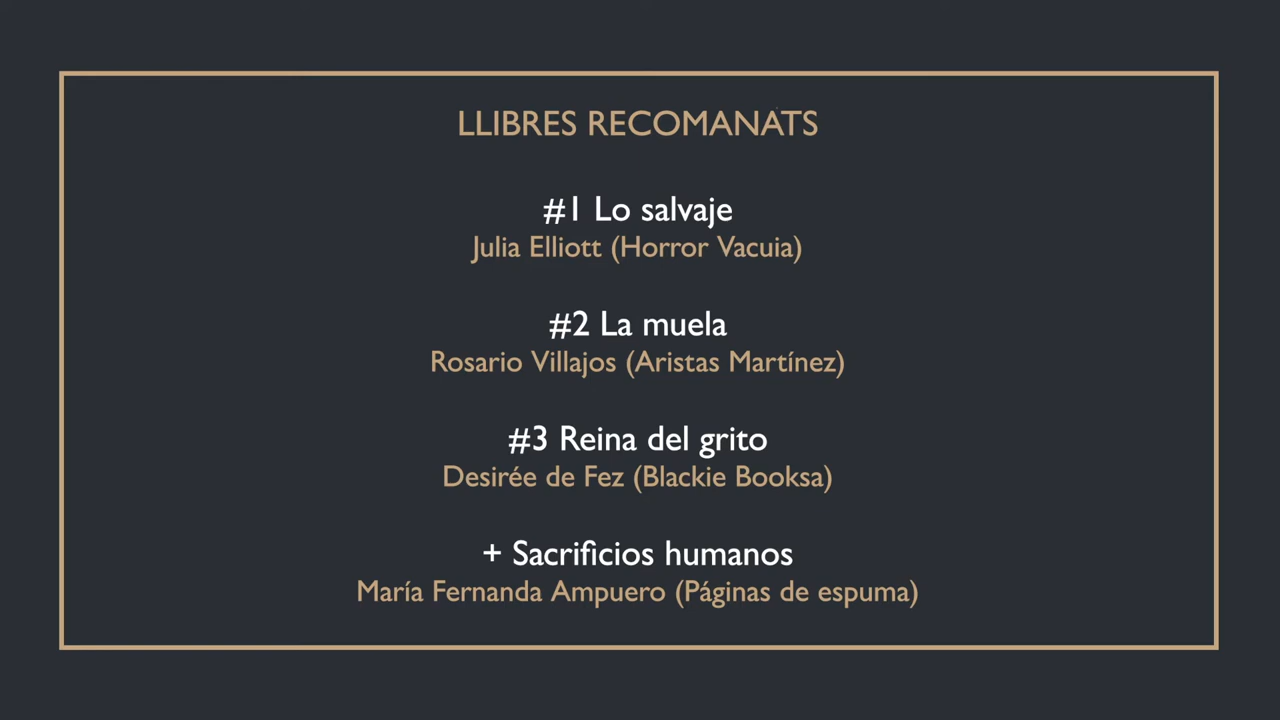 LLIBRES RECOMANATS
#1 Lo salvaje
Julia Elliott (Horror Vacuia)
#2 La muela
Rosario Villajos (Aristas Martínez)
#3 Reina del grito
Desirée de Fez (Blackie Booksa)
+ Sacrificios humanos
María Fernanda Ampuero (Páginas de espuma)